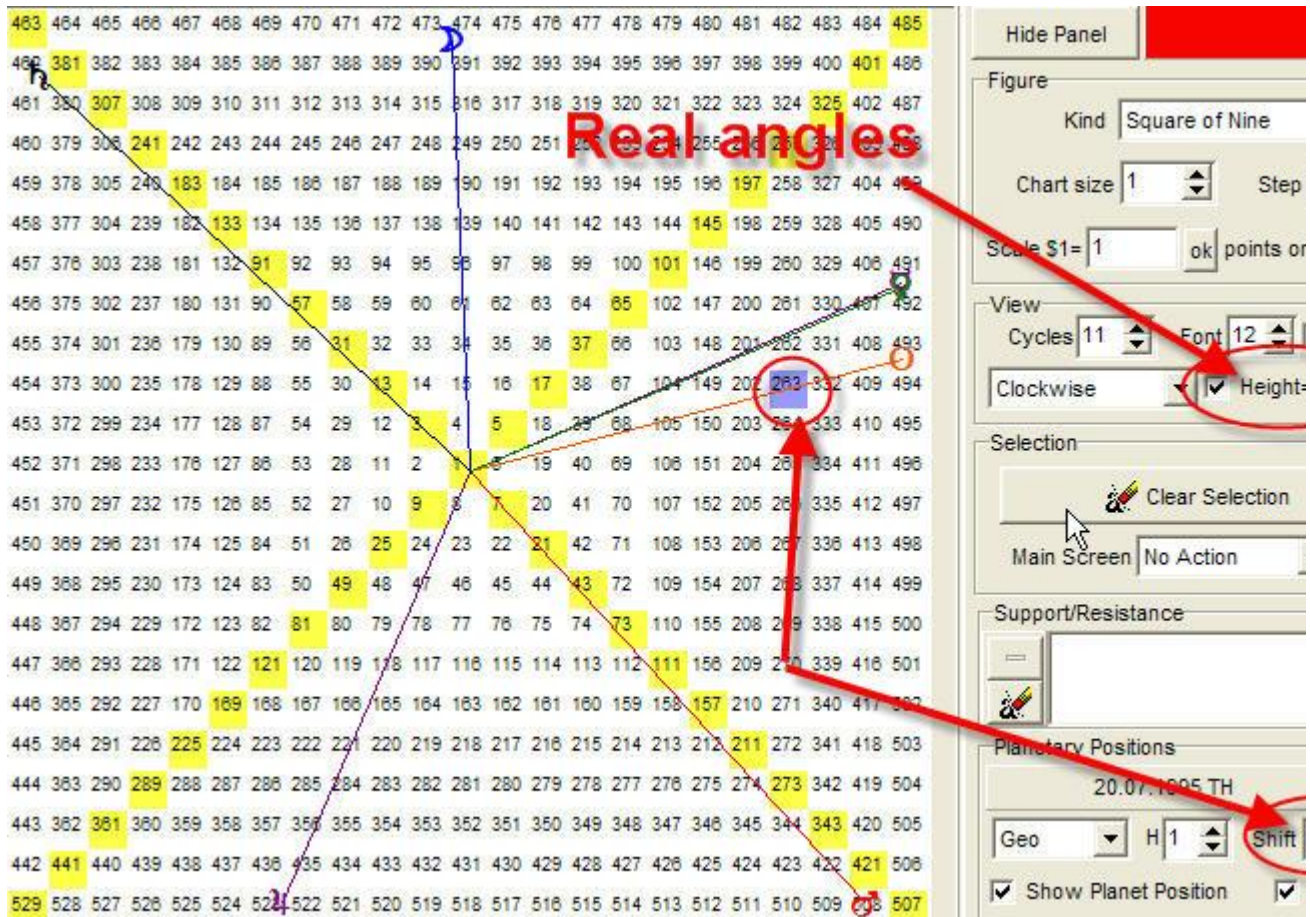 463 464 465 466 467 468 469 470 471 472 473 474 475 476 477 478 479 480 481 482 483 484 485
462 381 382 383 384 385 386 387 388 389 390 391 392 393 394 395 396 397 398 399 400 401 486
461 380 307 308 309 310 311 312 313 314 315 316 317 318 319 320 321 322 323 324 325 402 487
460 379 306 241 242 243 244 245 246 247 248 249 250 251 255
Real angles
459 378 305 240 183 184 185 186 187 188 189 190 191 192 193 194 195 196 197 258 327 404 489
458 377 304 239 182 133 134 135 136 137 138 139 140 141 142 143 144 145 198 259 328 405 490
457 376 303 238 181 132 91 92 93 94 95 96 97 98 99 100 101 146 199 260 329 406 491
456 375 302 237 180 131 90 57 58 59 60 61 62 63 64 65 102 147 200 261 330 407 492
455 374 301 236 179 130 89 56 31 32 33 34 35 36 37 66 103 148 201 262 331 408 493
454 373 300 235 178 129 88 55 30 13 14 15 16 17 38 67 104 149 202 263 332 409 494
453 372 299 234 177 128 87 54 29 12 3 4 5 18 39 68 105 150 203 264 333 410 495
452 371 298 233 176 127 86 53 28 11 2 1 6 19 40 69 106 151 204 265 334 411 496
451 370 297 232 175 126 85 52 27 10 9 8 7 20 41 70 107 152 205 266 335 412 497
450 369 296 231 174 125 84 51 26 25 24 23 22 21 42 71 108 153 206 267 336 413 498
449 368 295 230 173 124 83 50 49 48 47 46 45 44 43 72 109 154 207 268 337 414 499
448 367 294 229 172 123 82 81 80 79 78 77 76 75 74 73 110 155 208 269 338 415 500
447 366 293 228 171 122 121 120 119 118 117 116 115 114 113 112 111 156 209 270 339 416 501
446 365 292 227 170 169 168 167 166 165 164 163 162 161 160 159 158 157 210 271 340 417 502
445 364 291 226 225 224 223 222 221 220 219 218 217 216 215 214 213 212 211 272 341 418 503
444 363 290 289 288 287 286 285 284 283 282 281 280 279 278 277 276 275 274 273 342 419 504
443 362 361 360 359 358 357 356 355 354 353 352 351 350 349 348 347 346 345 344 343 420 505
442 441 440 439 438 437 436 435 434 433 432 431 430 429 428 427 426 425 424 423 422 421 506
529 528 527 526 525 524 523 522 521 520 519 518 517 516 515 514 513 512 511 510 509 508 507
Hide Panel
Figure
Kind Square of Nine
Chart size 1 Step
Scale $1= 1 ok points or
View
Cycles 11 Font 12
Clockwise Height=
Selection
Clear Selection
Main Screen No Action
Support/Resistance
Planetary Positions
20.07.1995 TH
Geo H 1 Shift
Show Planet Position